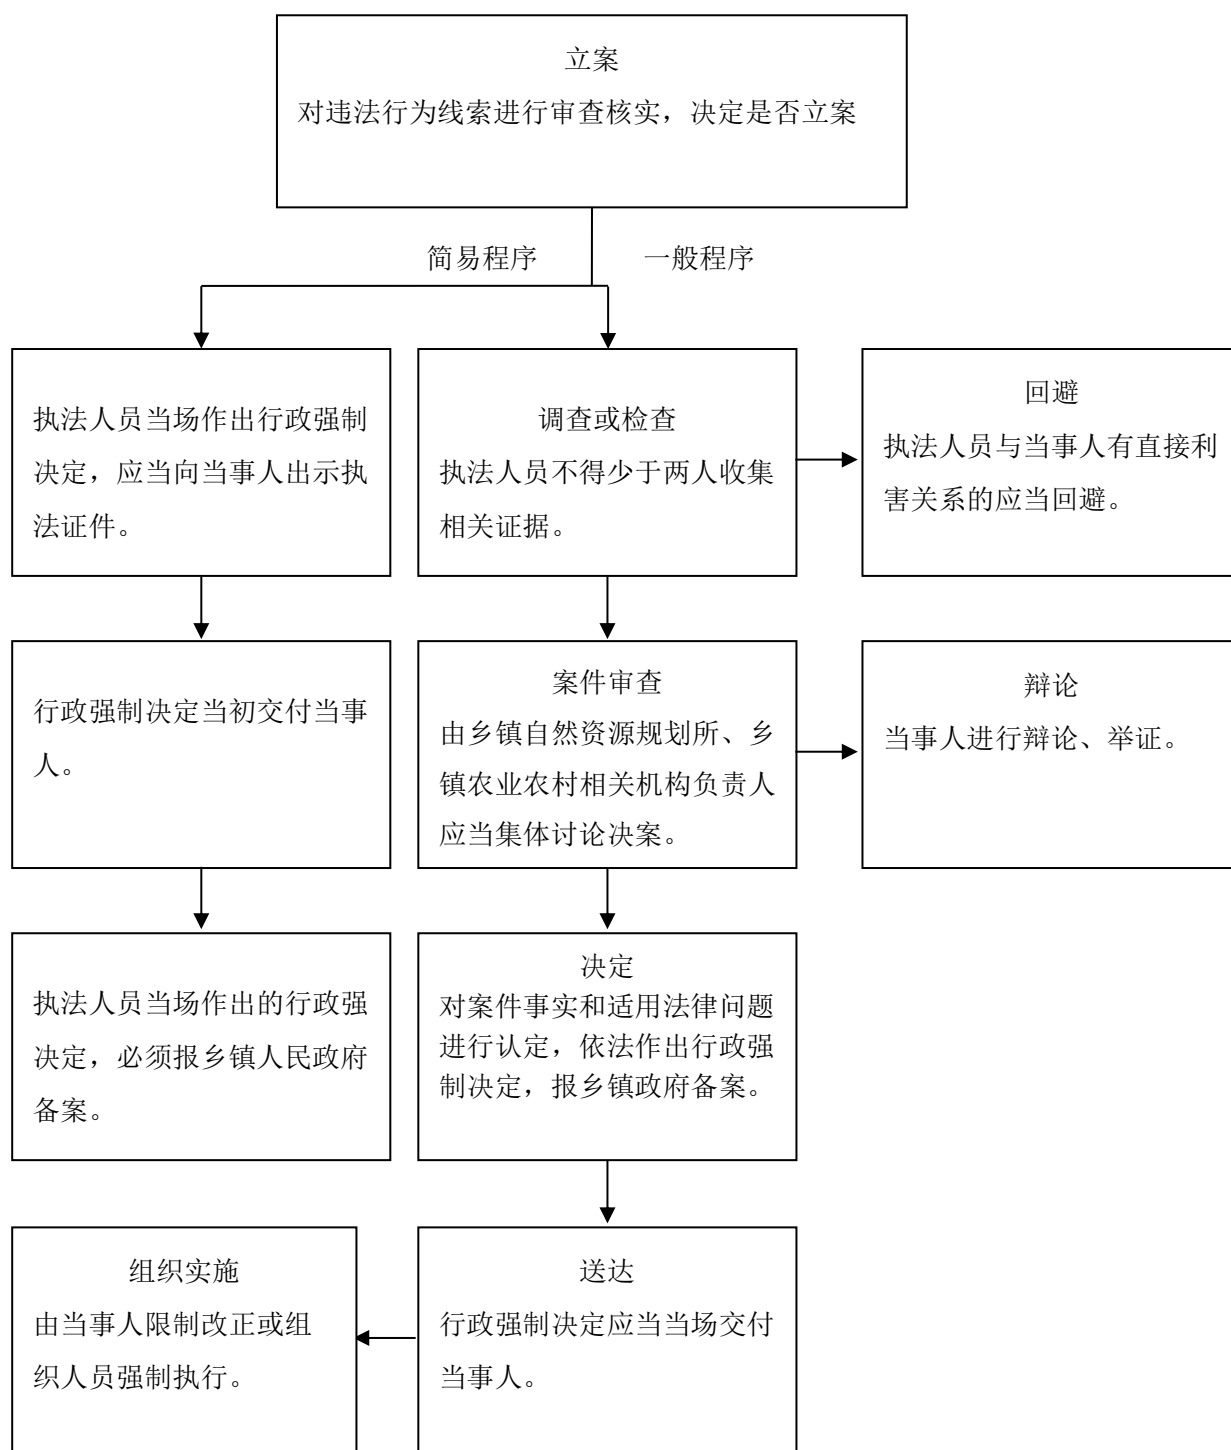 立案
对违法行为线索进行审查核实，决定是否立案
简易程序
一般程序
执法人员当场作出行政强制
决定，应当向当事人出示执
法证件。
调查或检查
执法人员不得少于两人收集
相关证据。
回避
执法人员与当事人有直接利
害关系的应当回避。
行政强制决定当初交付当事
人。
案件审查
由乡镇自然资源规划所、乡
镇农业农村相关机构负责人
应当集体讨论决案。
辩论
当事人进行辩论、举证。
执法人员当场作出的行政强
决定，必须报乡镇人民政府
备案。
决定
对案件事实和适用法律问题
进行认定，依法作出行政强
制决定，报乡镇政府备案。
组织实施
由当事人限制改正或组
织人员强制执行。
送达
行政强制决定应当当场交付
当事人。